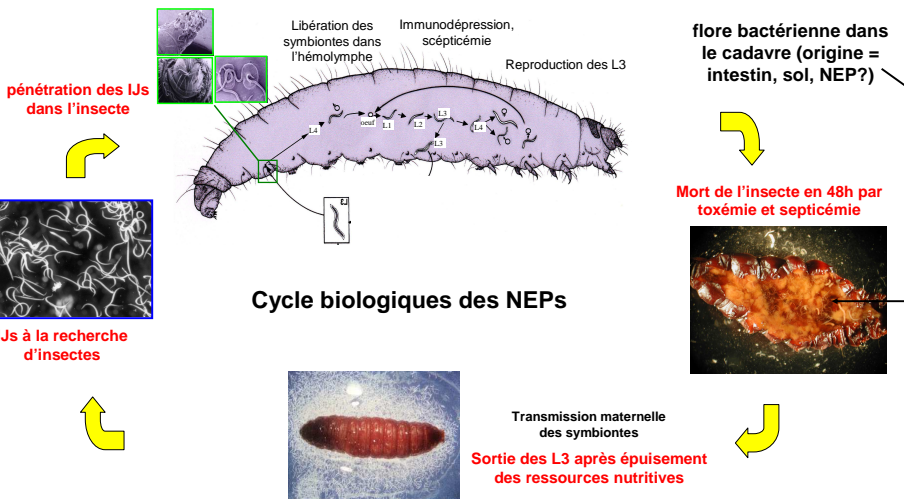 Libération des
symbiontes dans
l'hémolymphe
Immunodépression,
scépticémie
Reproduction des L3
flore bactérienne dans
le cadavre (origine =
intestin, sol, NEP?)
pénétration des IJs
dans l'insecte
L4
oeuf
L1
L2
L3
L4
L3
L3
Mort de l'insecte en 48h par
toxémie et septicémie
Cycle biologiques des NEPs
Js à la recherche
d'insectes
Transmission maternelle
des symbiontes
Sortie des L3 après épuisement
des ressources nutritives